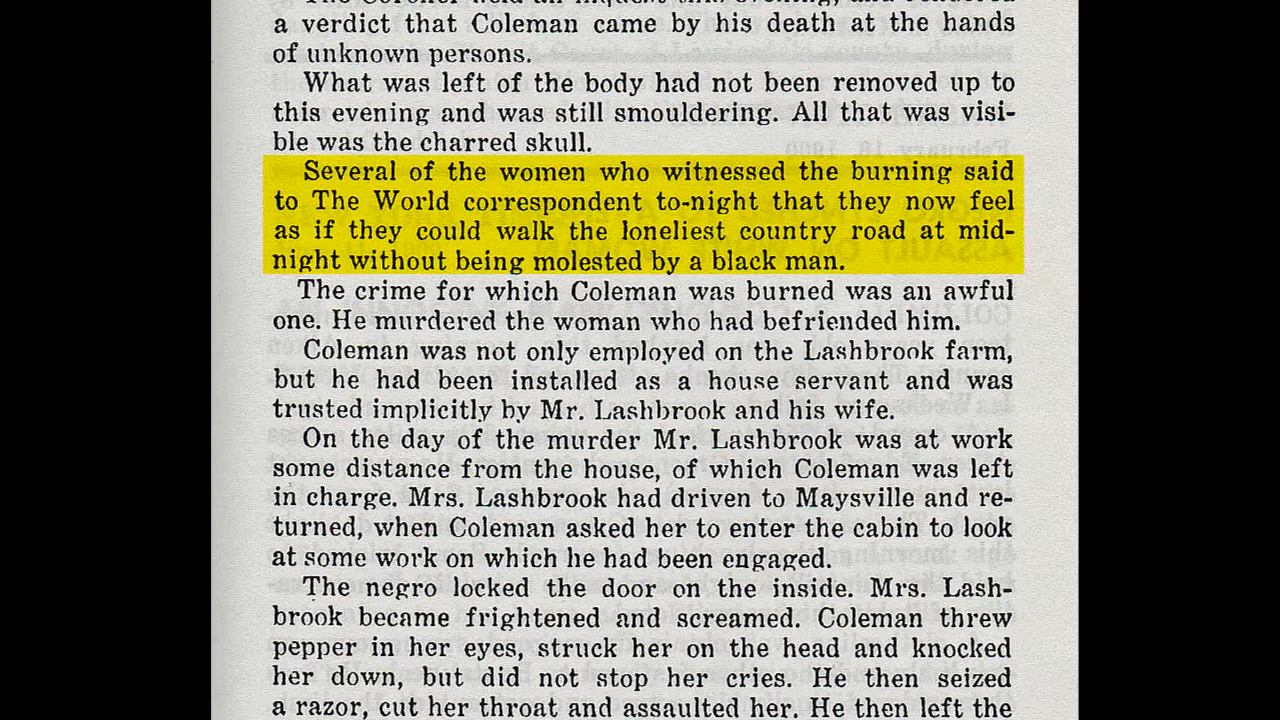 a verdict that Coleman came by his death at the hands
of unknown persons.
What was left of the body had not been removed up to
this evening and was still smouldering. All that was visi-
ble was the charred skull.
Several of the women who witnessed the burning said
to The World correspondent to-night that they now feel
as if they could walk the loneliest country road at mid-
night without being molested by a black man.
The crime for which Coleman was burned was an awful
one. He murdered the woman who had befriended him.
Coleman was not only employed on the Lashbrook farm,
but he had been installed as a house servant and was
trusted implicitly by Mr. Lashbrook and his wife.
On the day of the murder Mr. Lashbrook was at work
some distance from the house, of which Coleman was left
in charge. Mrs. Lashbrook had driven to Maysville and re-
turned, when Coleman asked her to enter the cabin to look
at some work on which he had been engaged.
The negro locked the door on the inside. Mrs. Lash-
brook became frightened and screamed. Coleman threw
pepper in her eyes, struck her on the head and knocked
her down, but did not stop her cries. He then seized
a razor, cut her throat and assaulted her. He then left the